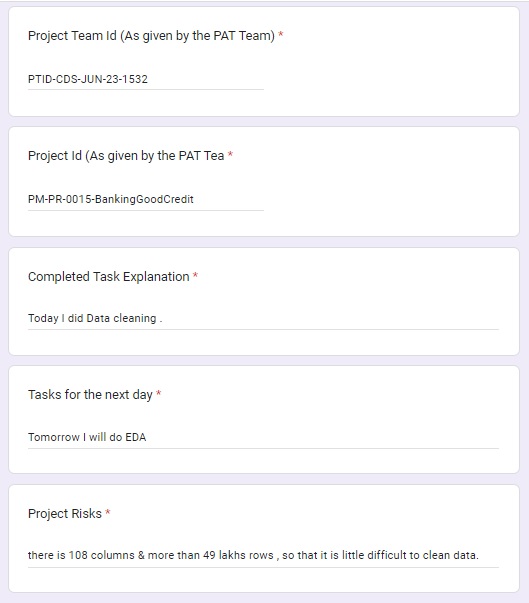 Project Team Id (As given by the PAT Team) *
PTID-CDS-JUN-23-1532
Project Id (As given by the PAT Tea *
PM-PR-0015-BankingGoodCredit
Completed Task Explanation *
Today I did Data cleaning .
Tasks for the next day *
Tomorrow I will do EDA
Project Risks *
there is 108 columns & more than 49 lakhs rows , so that it is little difficult to clean data.